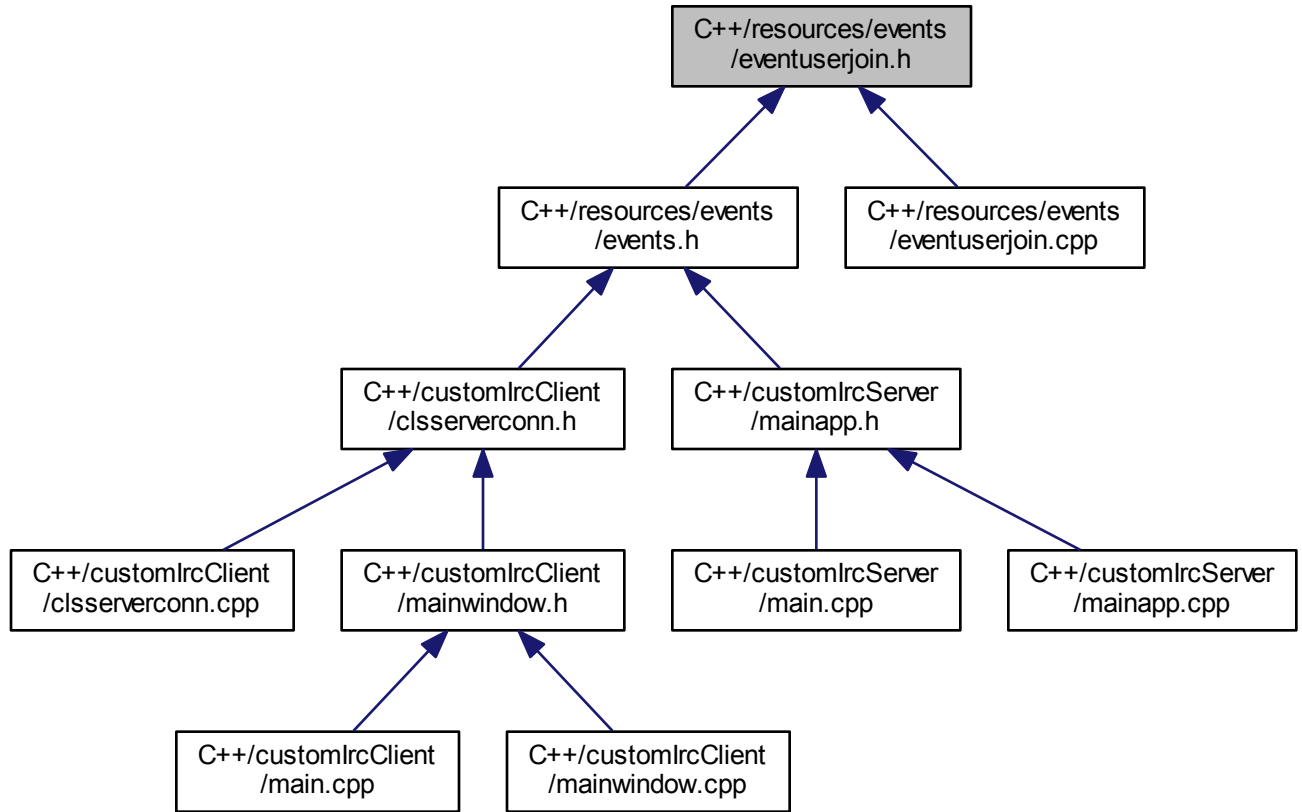 C++/resources/events
/eventuserjoin.h
C++/resources/events
/events.h
C++/resources/events
/eventuserjoin.cpp
C++/customIrcClient
/clsserverconn.h
C++/customIrcServer
/mainapp.h
C++/customIrcClient
/clsserverconn.cpp
C++/customIrcClient
/mainwindow.h
C++/customIrcServer
/main.cpp
C++/customIrcServer
/mainapp.cpp
C++/customIrcClient
/main.cpp
C++/customIrcClient
/mainwindow.cpp